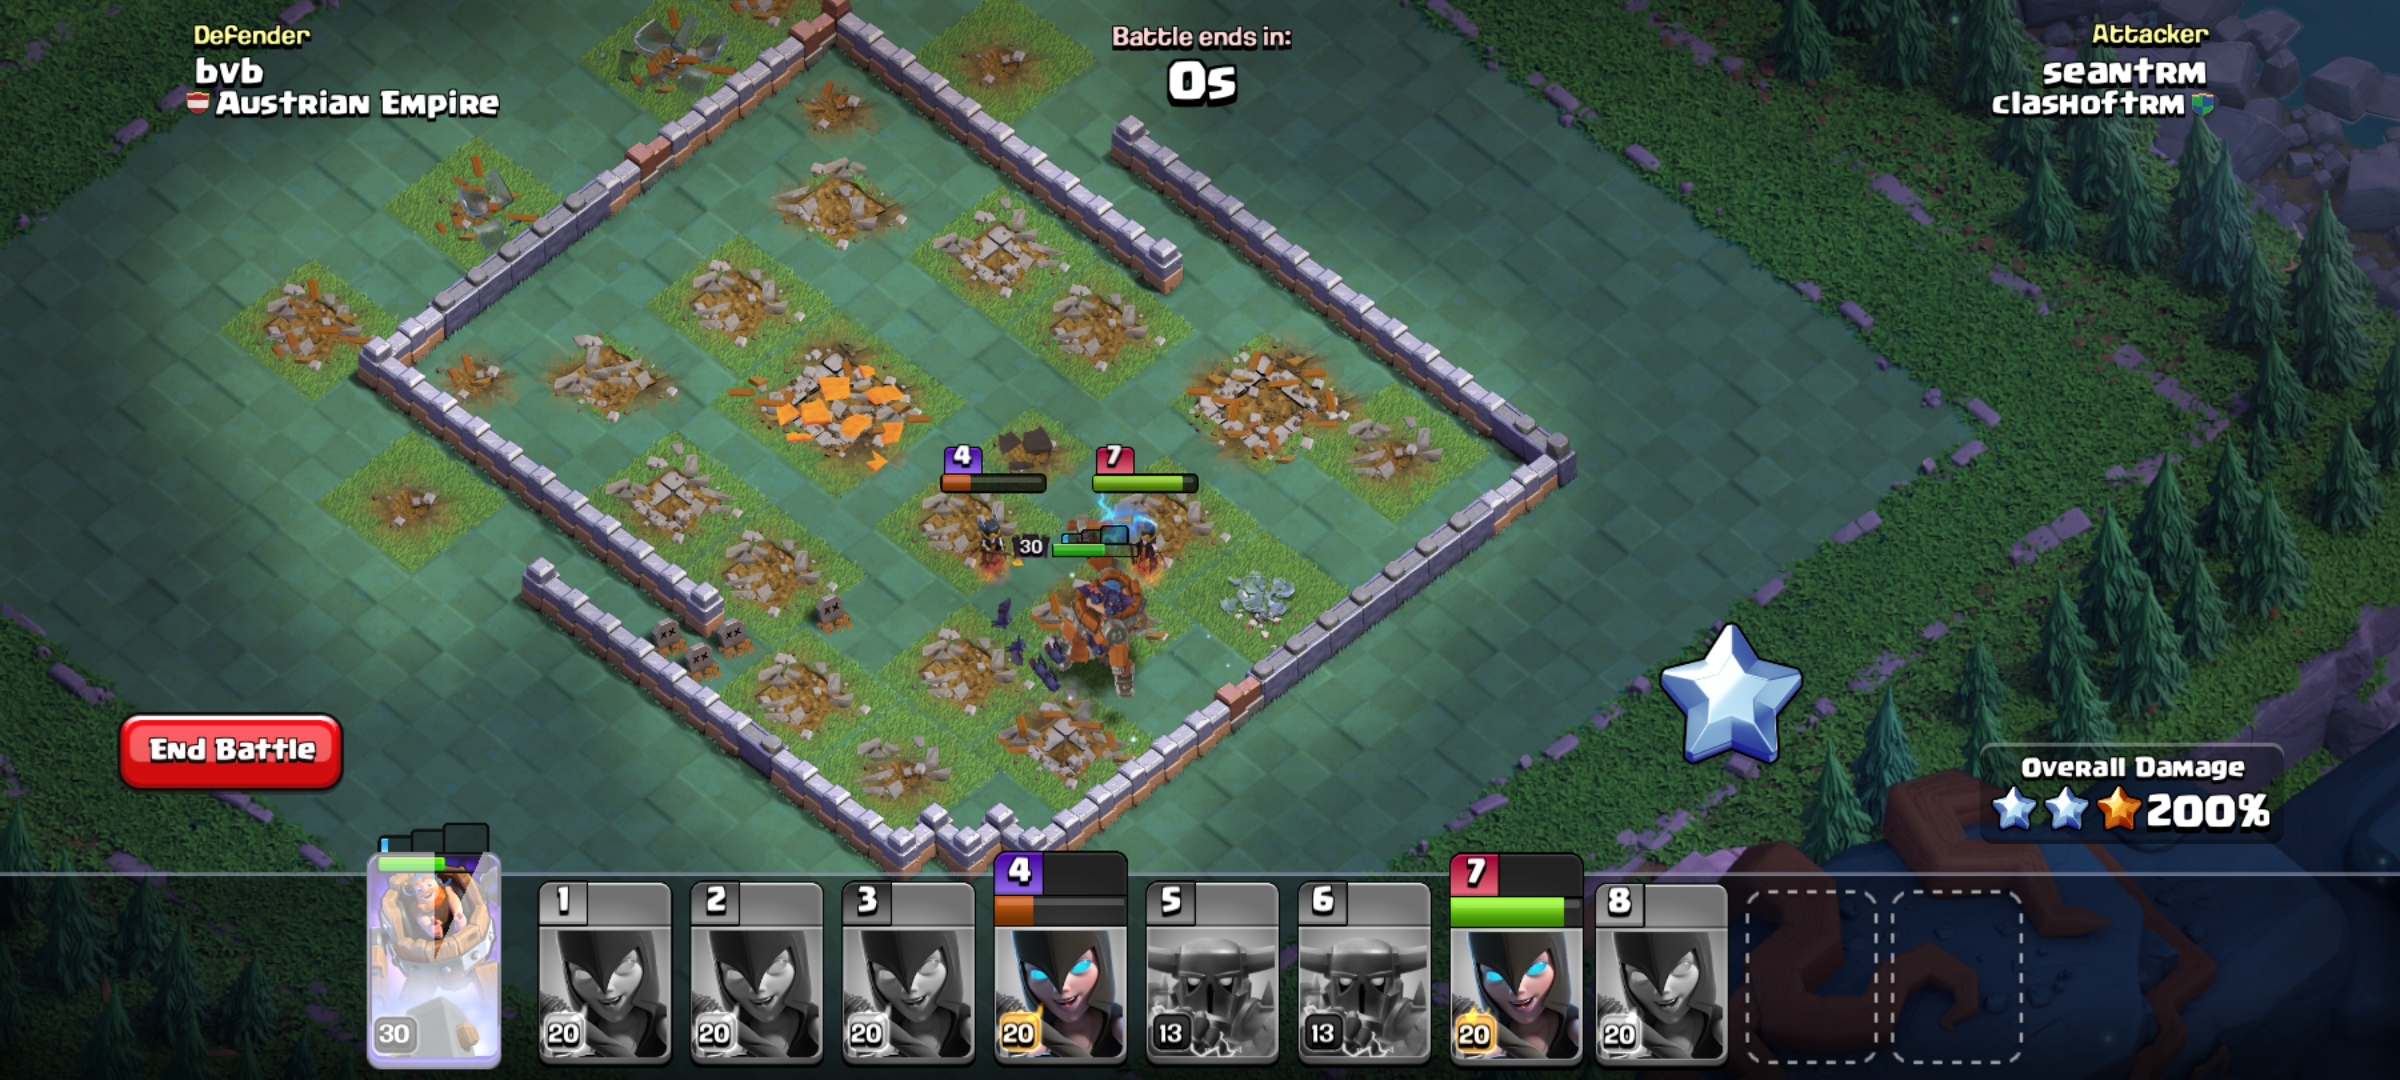 Defender
bvb
Austrian Empire
Battle ends in:
0s
Attacker
seantRM
clashoftRM
4
7
30
End Battle
Overall Damage
200%
30
1
20
2
20
3
20
4
20
5
13
6
13
7
20
8
20